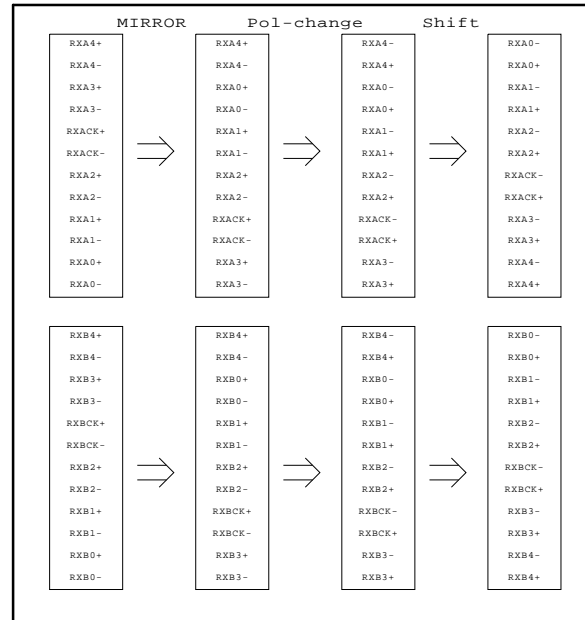 MIRROR Pol-change Shift
RXA4+ RXA4+ RXA4- RXA0-
RXA4- RXA4- RXA4+ RXA0+
RXA3+ RXA0+ RXA0- RXA1-
RXA3- RXA0- RXA0+ RXA1+
RXACK+ RXA1+ RXA1- RXA2-
RXACK- RXA1- RXA1+ RXA2+
RXA2+ RXA2+ RXA2- RXACK-
RXA2- RXA2- RXA2+ RXACK+
RXA1+ RXACK+ RXACK- RXA3-
RXA1- RXACK- RXACK+ RXA3+
RXA0+ RXA3+ RXA3- RXA4-
RXA0- RXA3- RXA3+ RXA4+
RXB4+ RXB4+ RXB4- RXB0-
RXB4- RXB4- RXB4+ RXB0+
RXB3+ RXB0+ RXB0- RXB1-
RXB3- RXB0- RXB0+ RXB1+
RXBCK+ RXB1+ RXB1- RXB2-
RXBCK- RXB1- RXB1+ RXB2+
RXB2+ RXB2+ RXB2- RXBCK-
RXB2- RXB2- RXB2+ RXBCK+
RXB1+ RXBCK+ RXBCK- RXB3-
RXB1- RXBCK- RXBCK+ RXB3+
RXB0+ RXB3+ RXB3- RXB4-
RXB0- RXB3- RXB3+ RXB4+